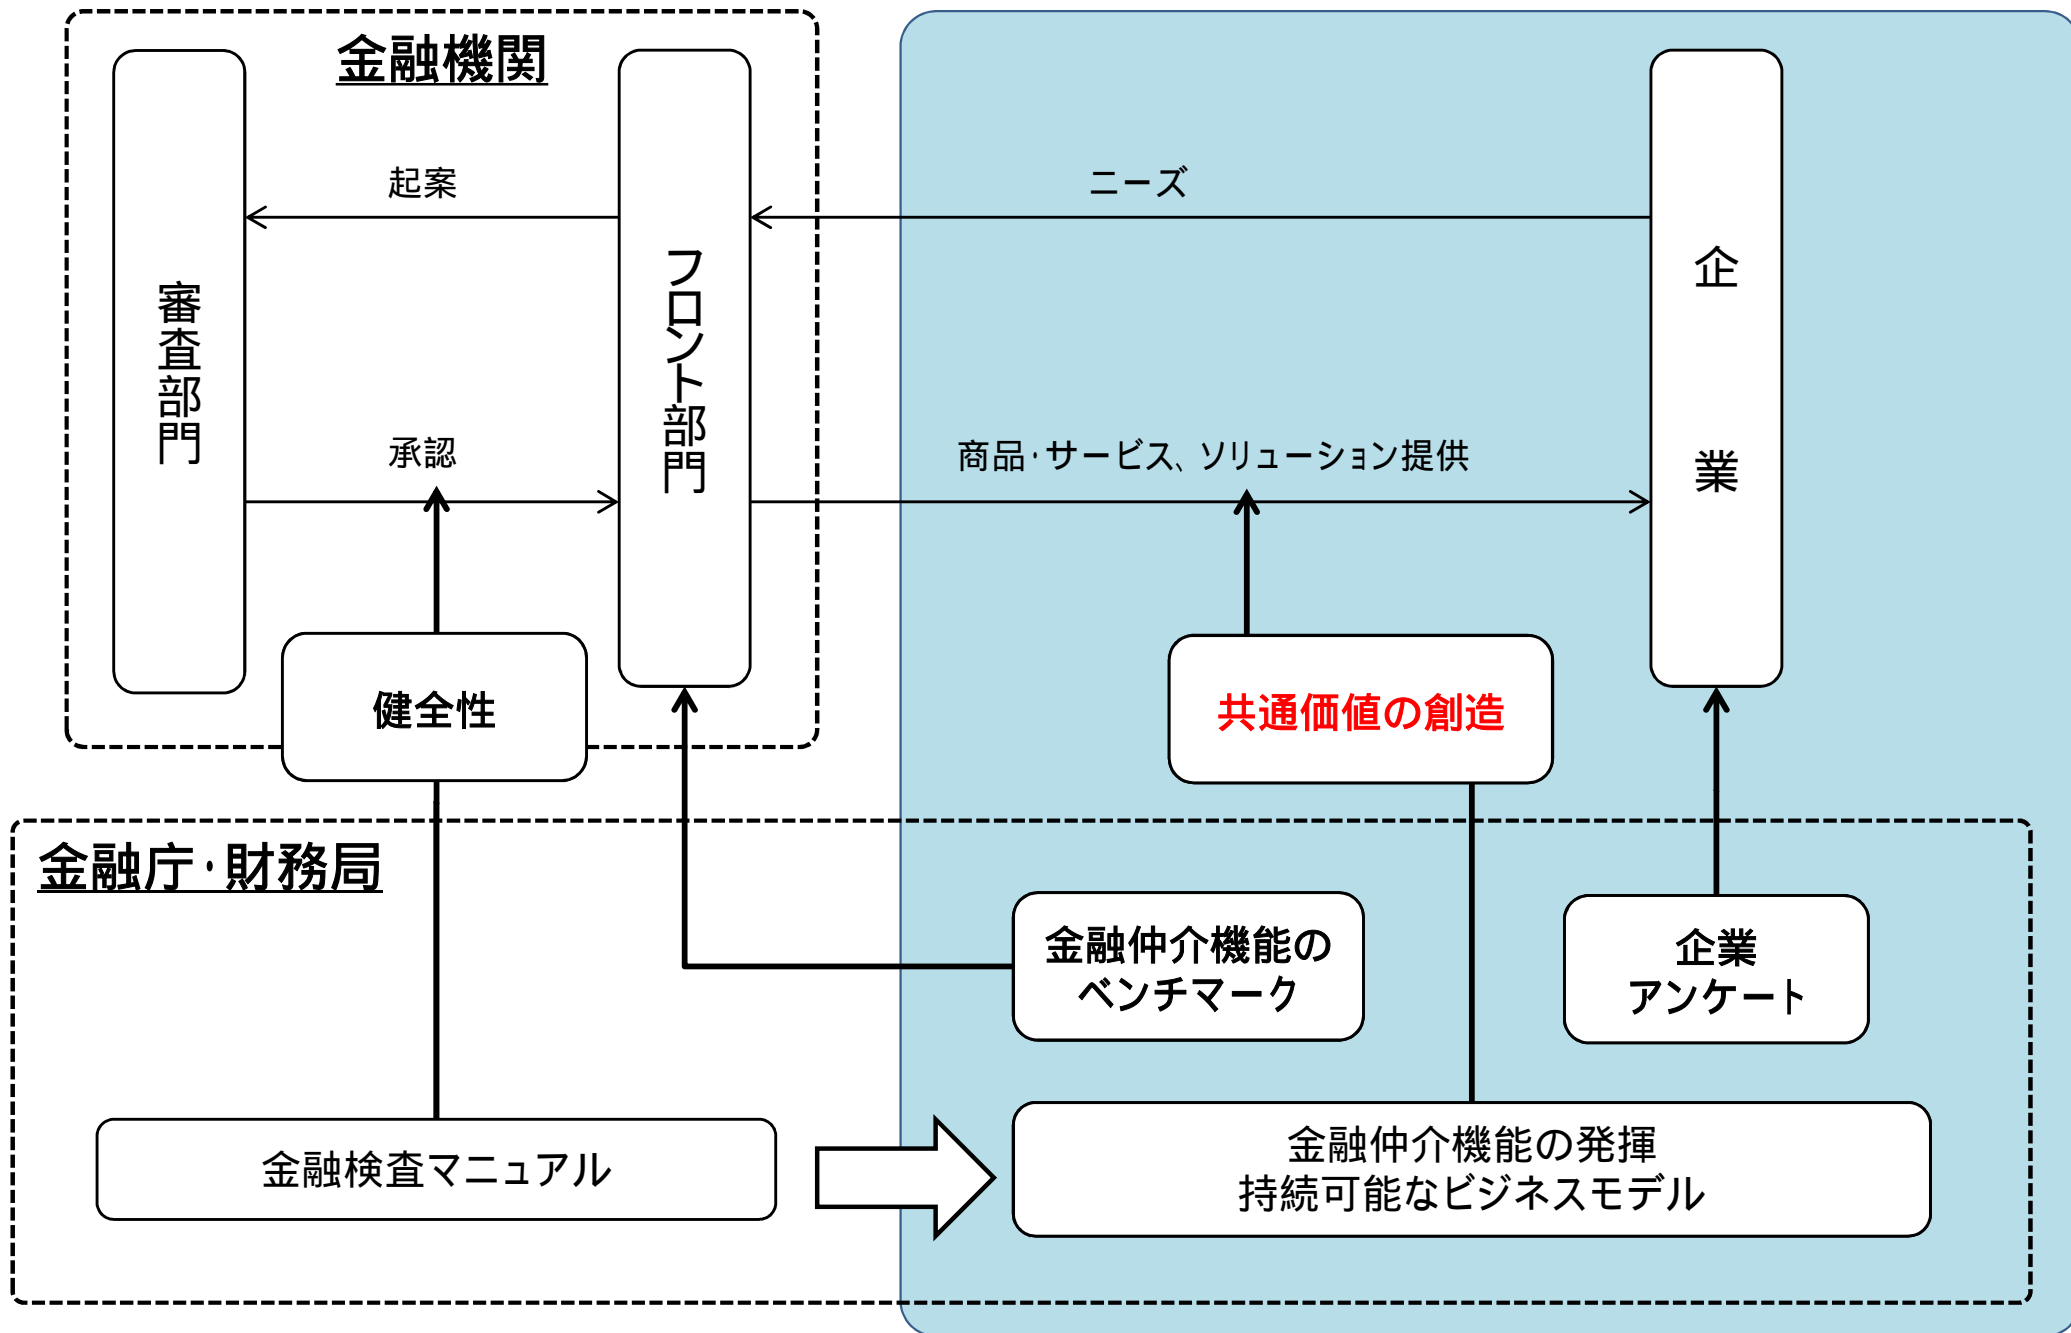 金融機関
審査部門
起案
承認
フロント部門
ニーズ
商品・サービス、ソリューション提供
企業
健全性
共通価値の創造
金融庁・財務局
金融仲介機能の
ベンチマーク
企業
アンケート
金融検査マニュアル
金融仲介機能の発揮
持続可能なビジネスモデル